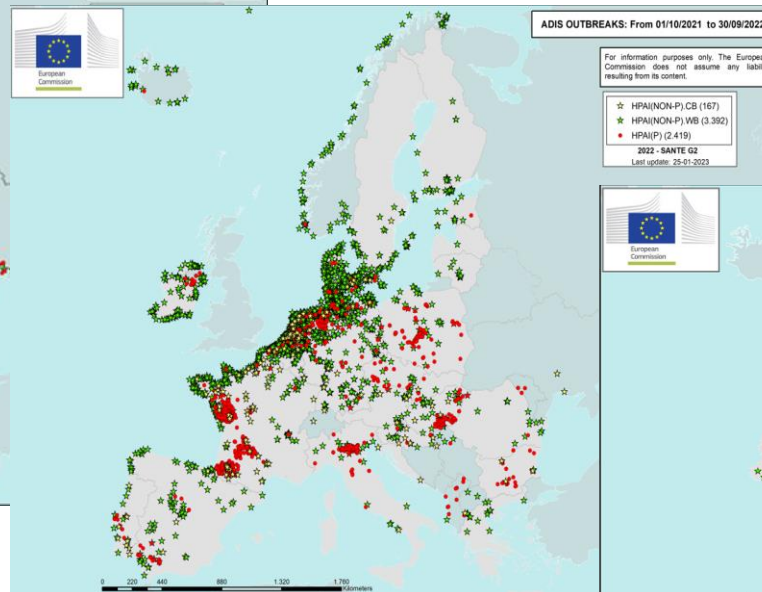 European
Commission
ADIS OUTBREAKS: From 01/10/2021 to 30/09/2022
For information purposes only. The Europea
Commission does not assume any liabili
resulting from its content.
HPAI(NON-P).CB (167)
HPAI(NON-P).WB (3.392)
HPAI(P) (2.419)
2022 - SANTE G2
Last update: 25-01-2023
European
Commission
0 220 440 880 1.320 1.760
Kilometers